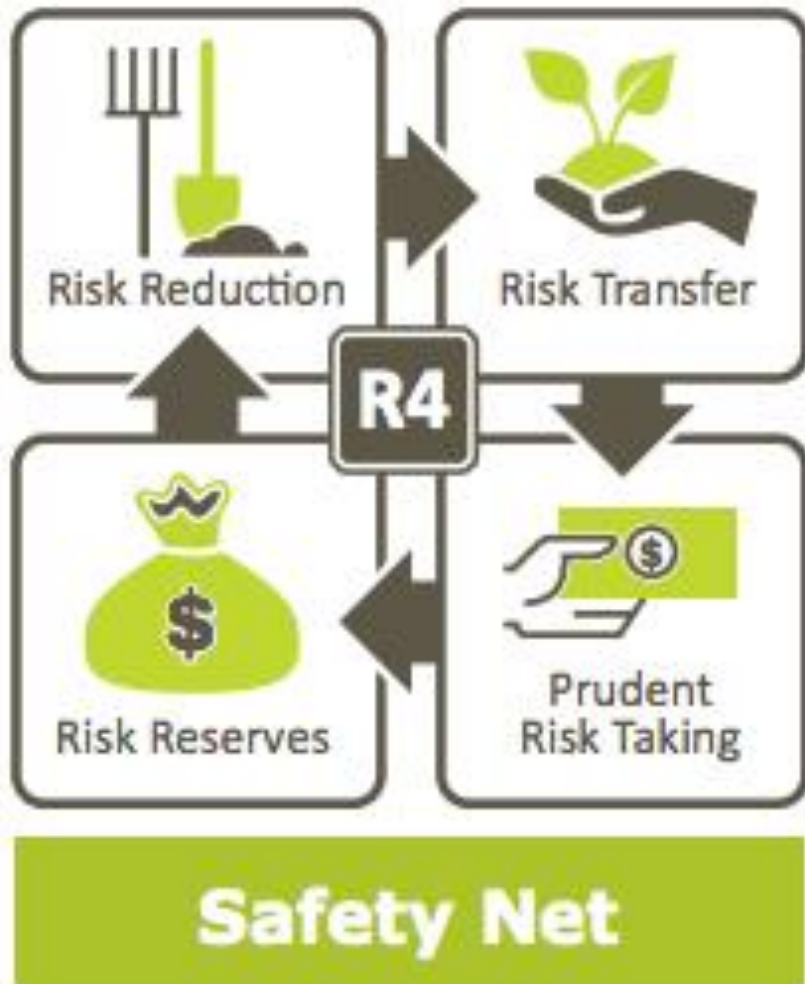 Risk Reduction
Risk Transfer
R4
$
$
Risk Reserves
Prudent
Risk Taking
Safety Net